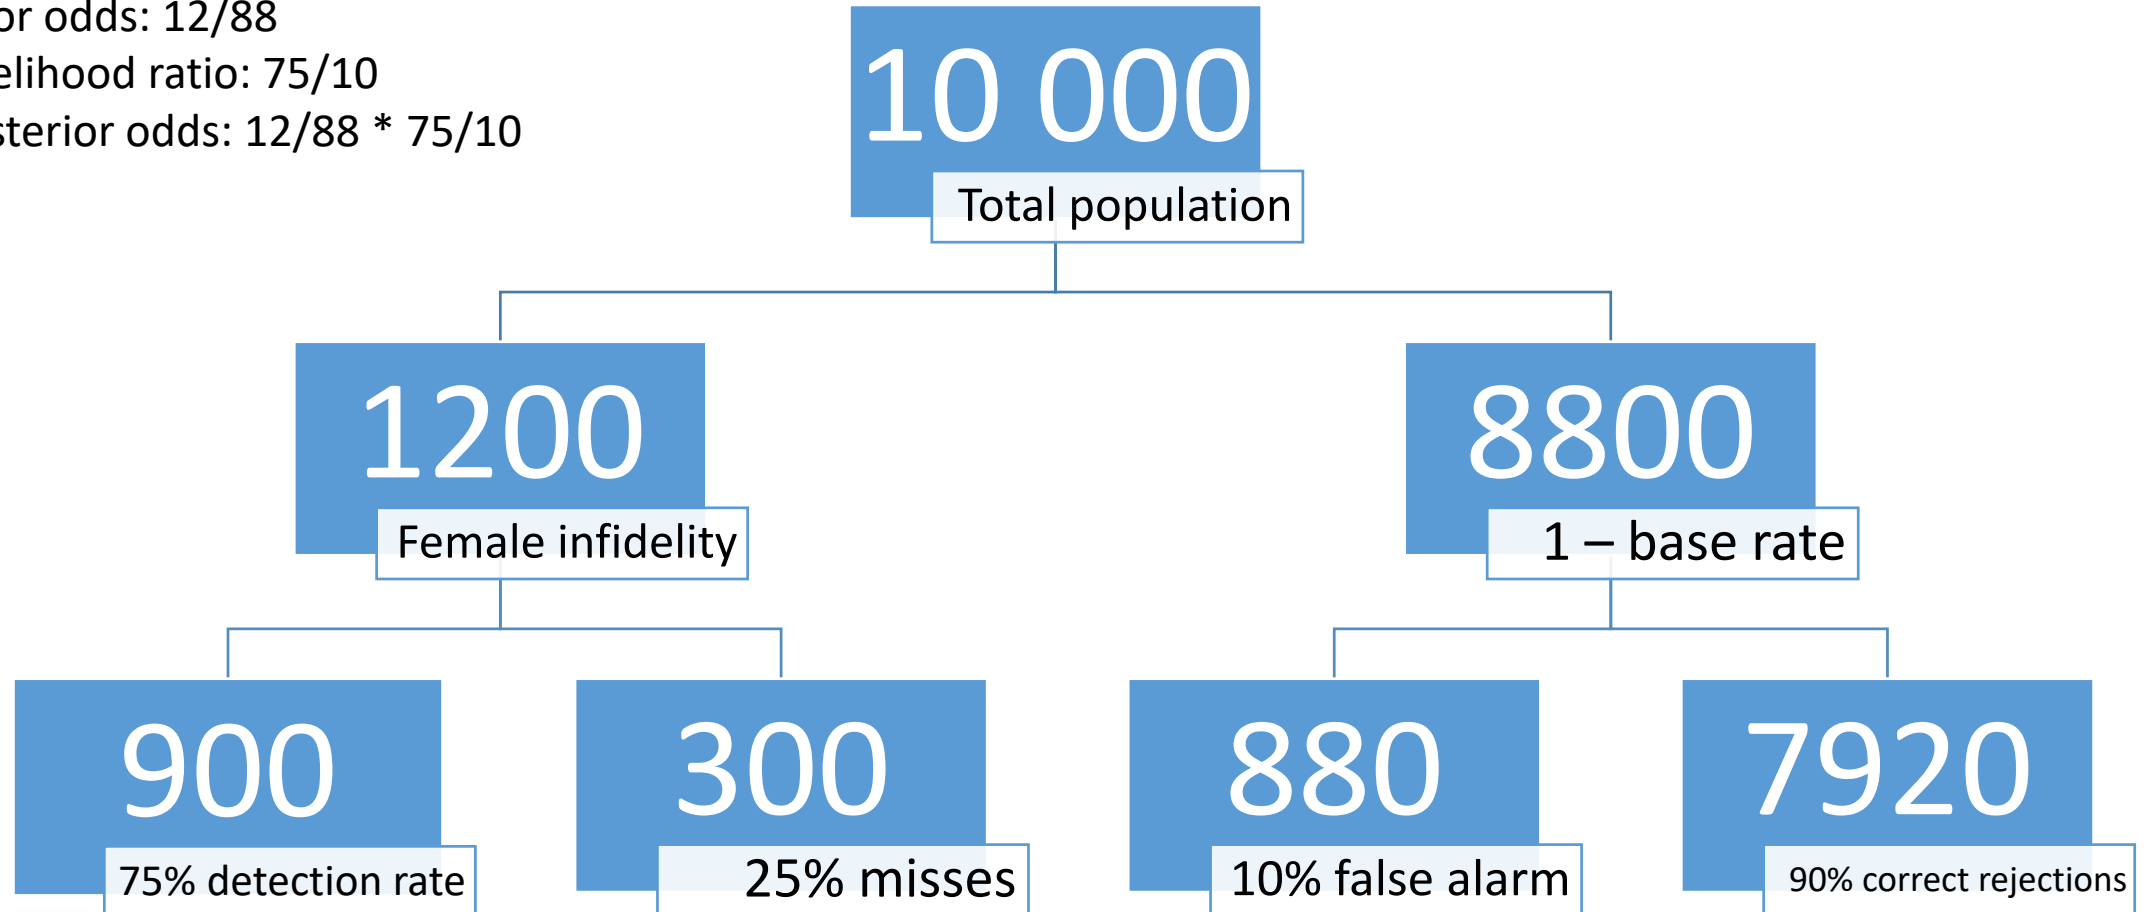 or odds: 12/88
elihood ratio: 75/10
sterior odds: 12/88 * 75/10
10 000
Total population
1200
Female infidelity
8800
1 – base rate
900
75% detection rate
300
25% misses
880
10% false alarm
7920
90% correct rejections